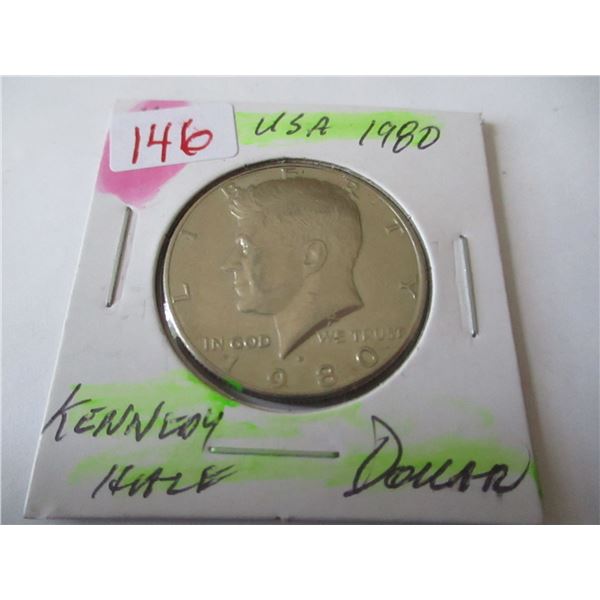 146 USA 1980
LIBERTY
IN GOD WE TRUST
1980
KENNEDY
HALF DOLLAR